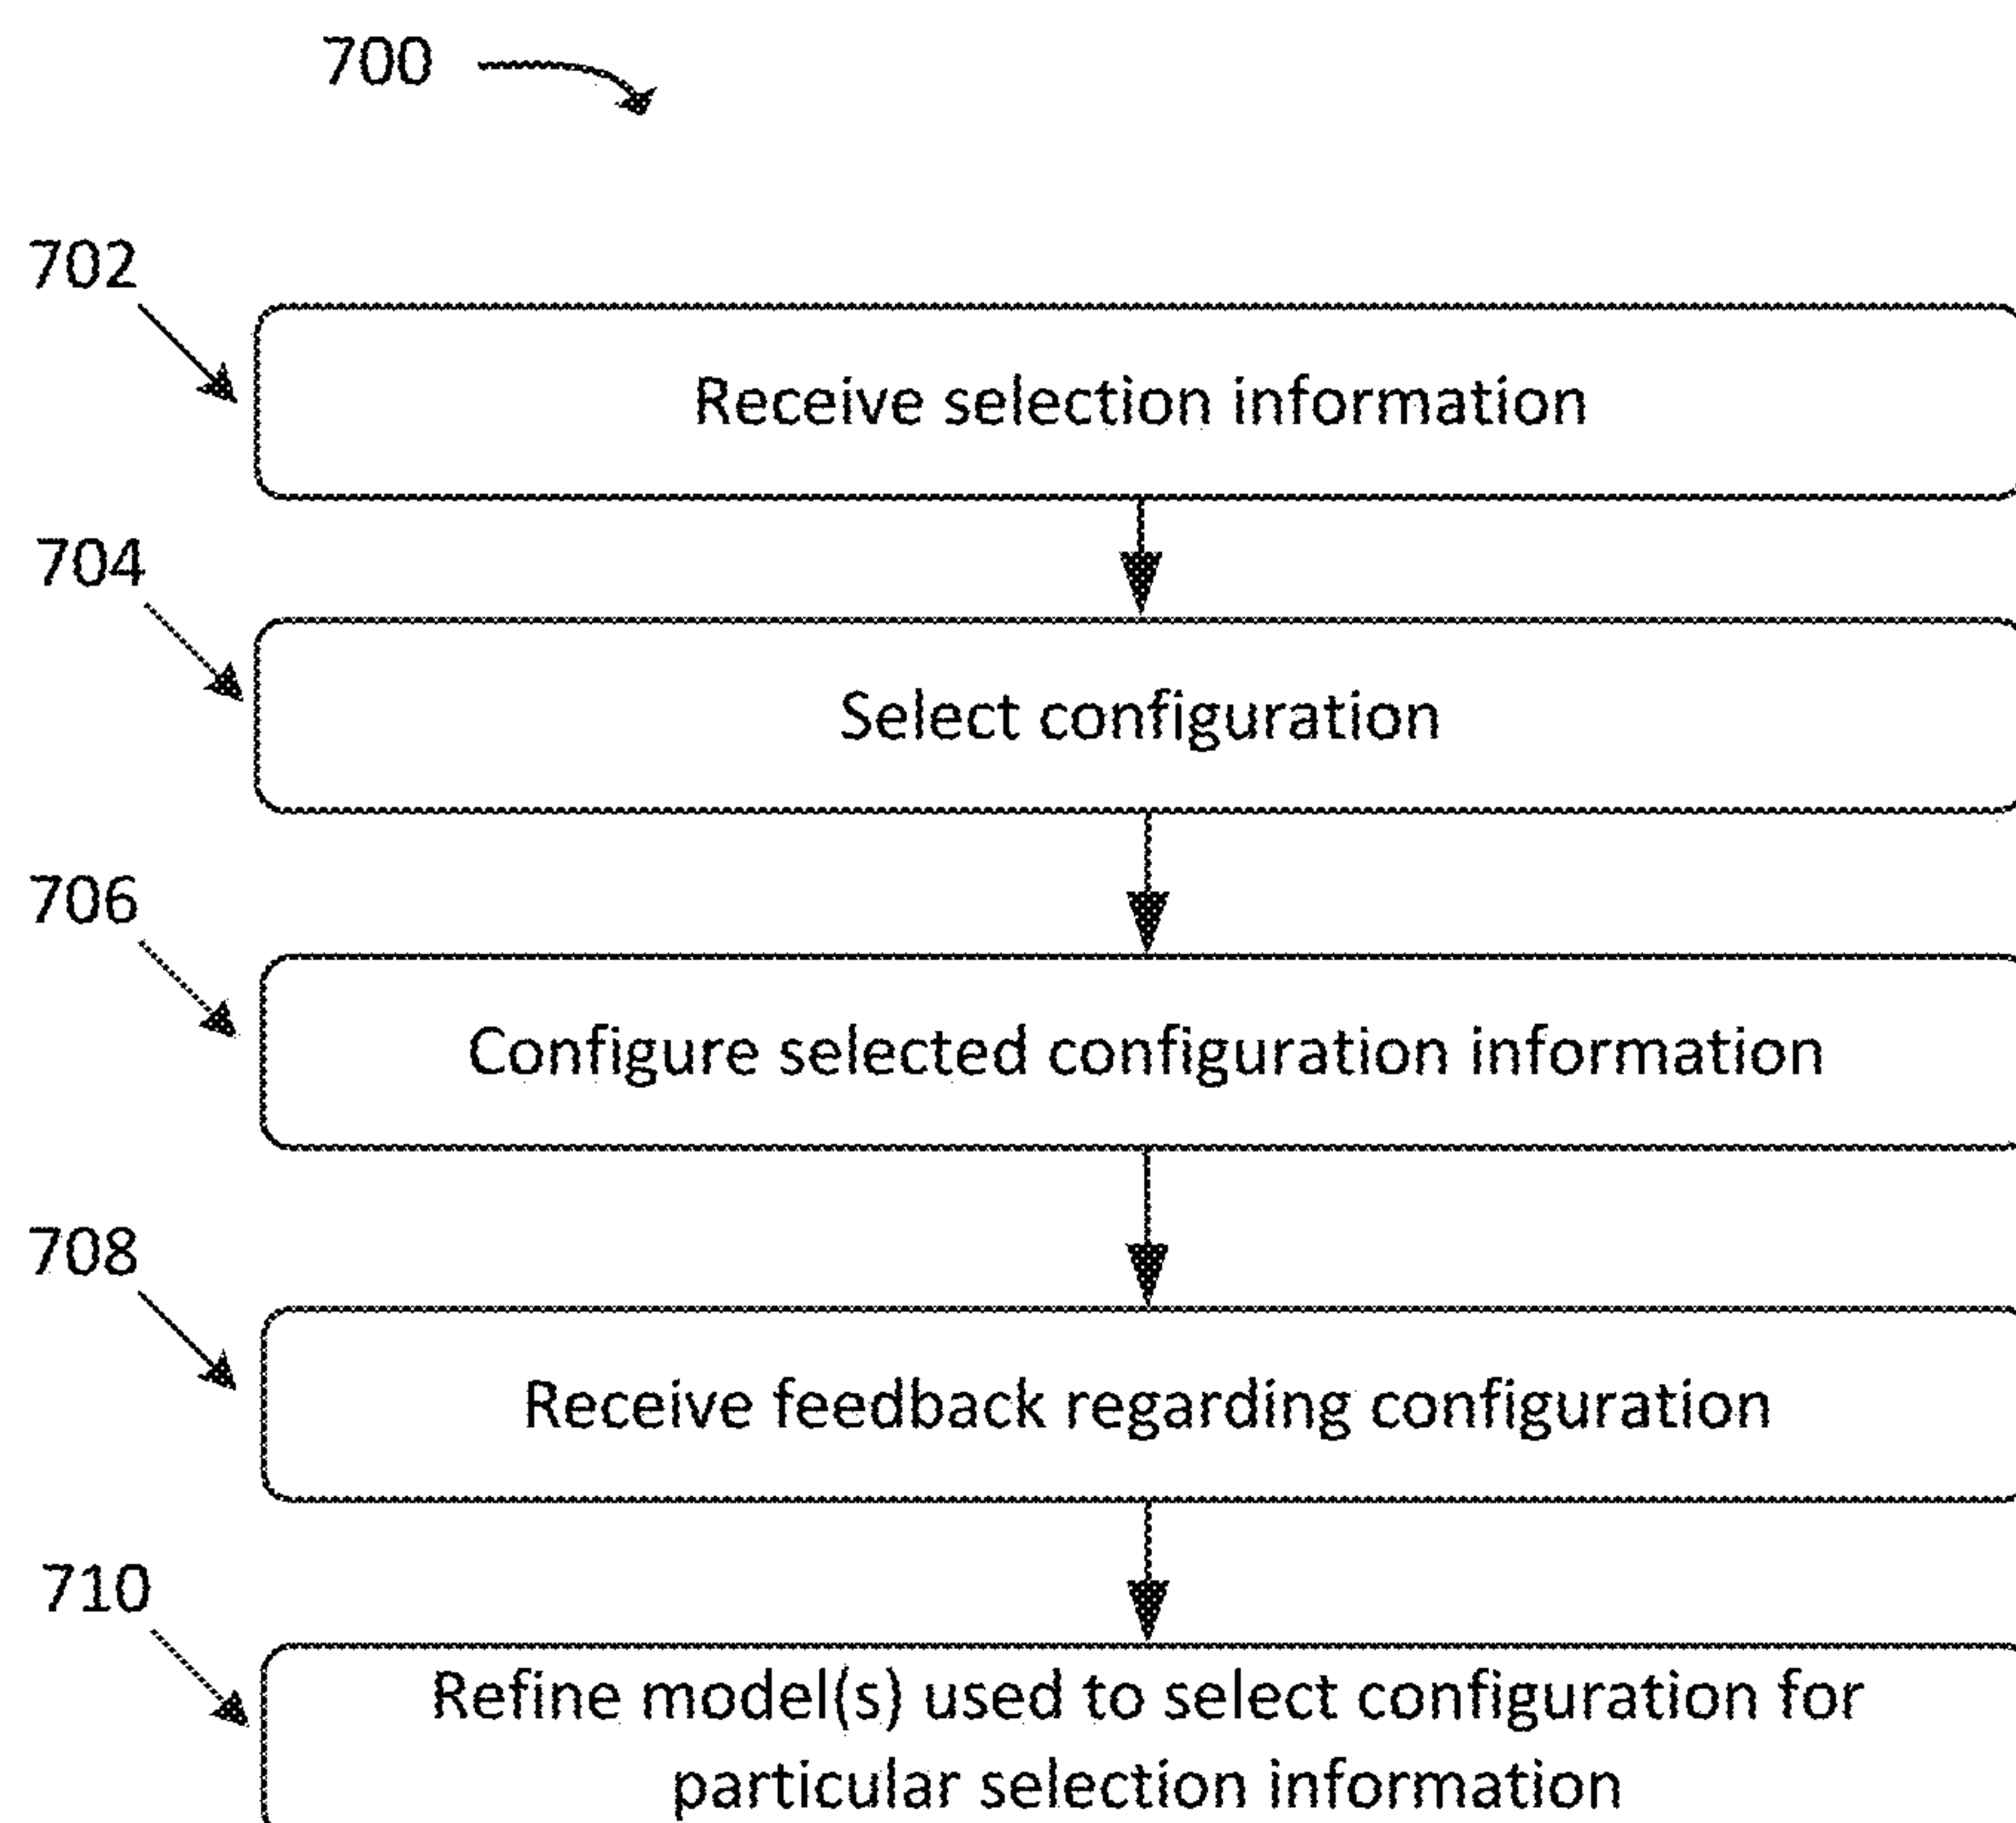 700
702
Receive selection information
704
Select configuration
706
Configure selected configuration information
708
Receive feedback regarding configuration
710
Refine model(s) used to select configuration for
particular selection information